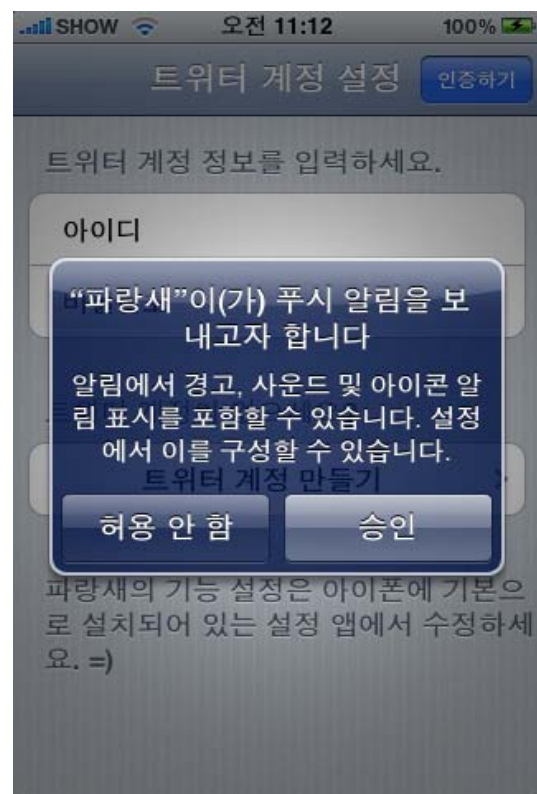 SHOW 오전 11:12 100%
트위터 계정 설정 인증하기
트위터 계정 정보를 입력하세요.
아이디
“파랑새”이(가) 푸시 알림을 보
내고자 합니다
알림에서 경고, 사운드 및 아이콘 알
림 표시를 포함할 수 있습니다. 설정
에서 이를 구성할 수 있습니다.
트위터 계정 만들기
허용 안 함 승인
파랑새의 기능 설정은 아이폰에 기본으
로 설치되어 있는 설정 앱에서 수정하세
요. =)